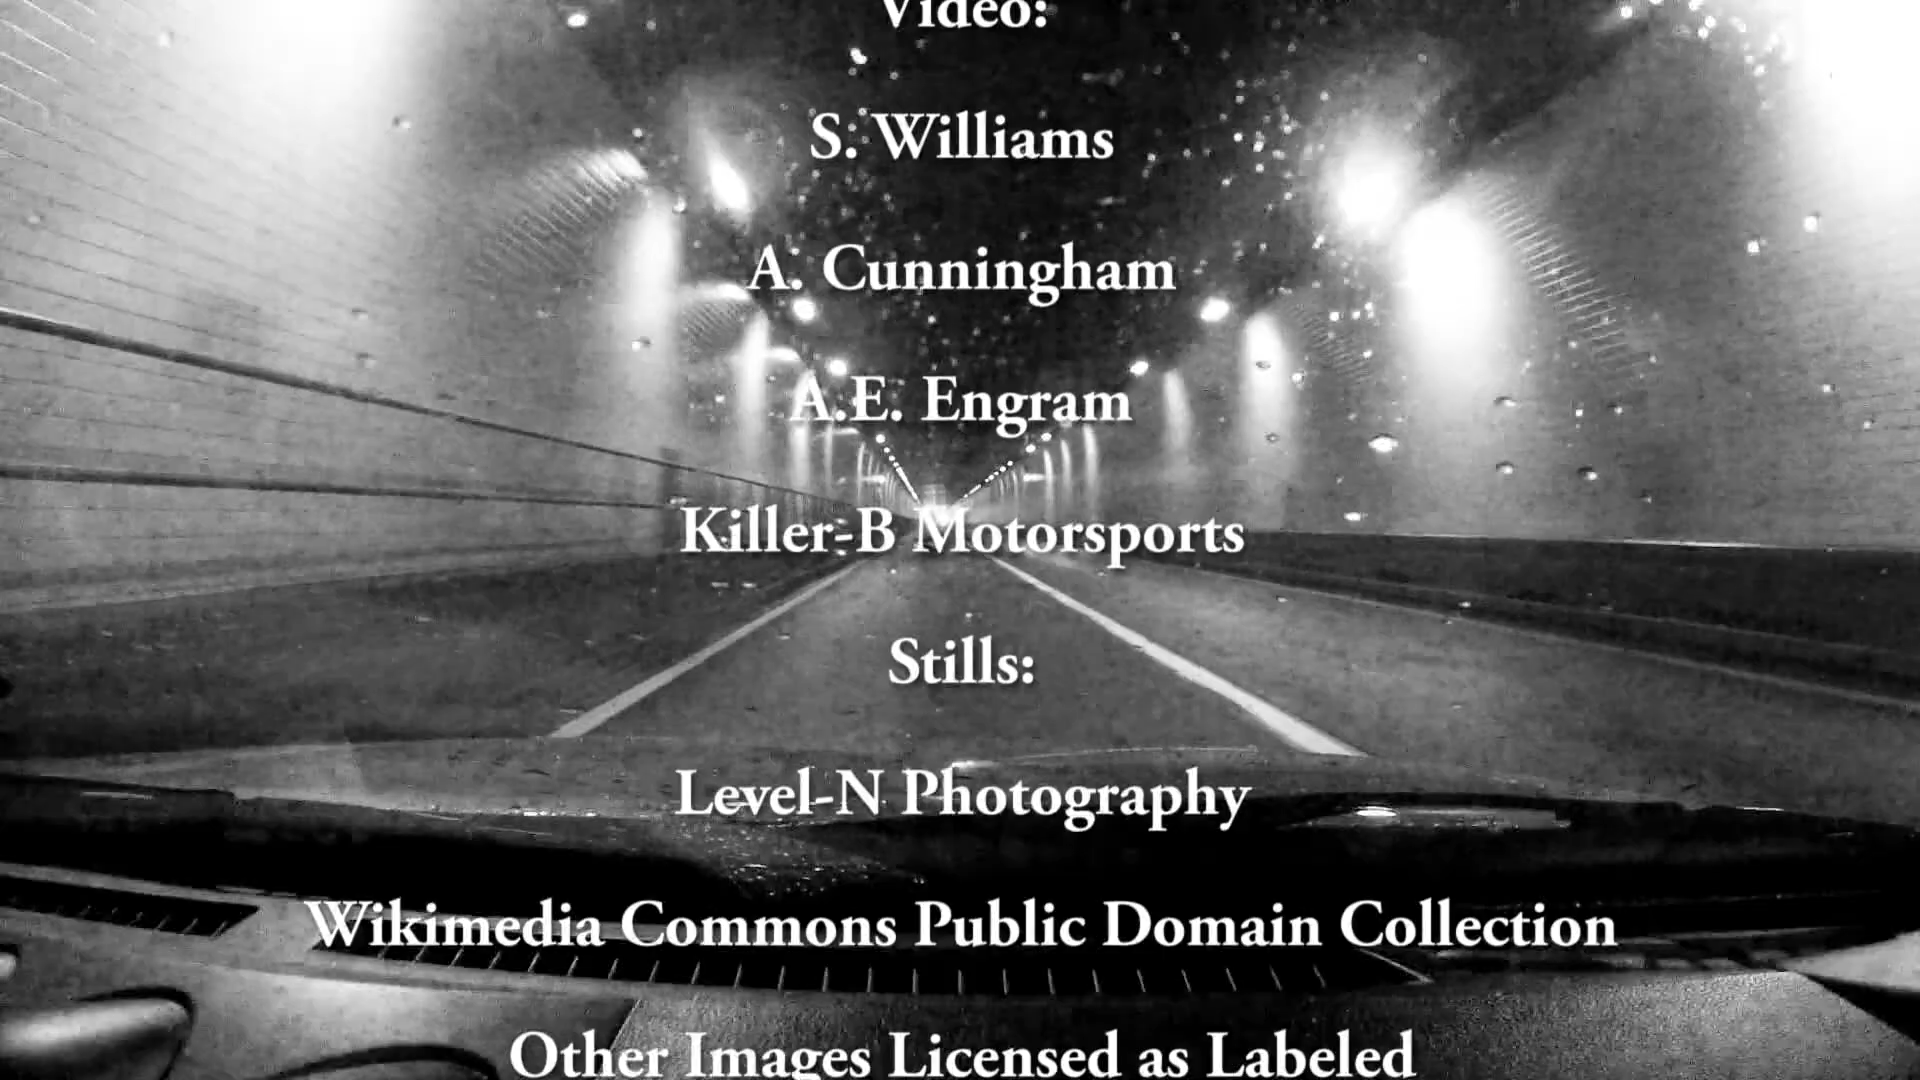 Video:
S. Williams
A. Cunningham
A.E. Engram
Killer-B Motorsports
Stills:
Level-N Photography
Wikimedia Commons Public Domain Collection
Other Images Licensed as Labeled